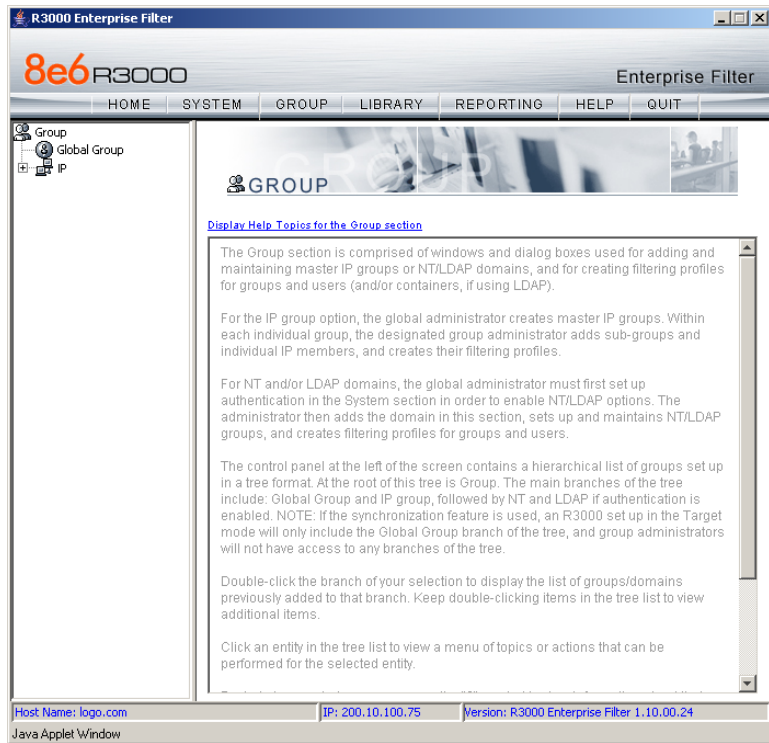 R3000 Enterprise Filter
8e6 R3000
Enterprise Filter
HOME SYSTEM GROUP LIBRARY REPORTING HELP QUIT
Group
Global Group
IP
GROUP
GROUP
Display Help Topics for the Group section
The Group section is comprised of windows and dialog boxes used for adding and
maintaining master IP groups or NT/LDAP domains, and for creating filtering profiles
for groups and users (and/or containers, if using LDAP).
For the IP group option, the global administrator creates master IP groups. Within
each individual group, the designated group administrator adds sub-groups and
individual IP members, and creates their filtering profiles.
For NT and/or LDAP domains, the global administrator must first set up
authentication in the System section in order to enable NT/LDAP options. The
administrator then adds the domain in this section, sets up and maintains NT/LDAP
groups, and creates filtering profiles for groups and users.
The control panel at the left of the screen contains a hierarchical list of groups set up
in a tree format. At the root of this tree is Group. The main branches of the tree
include: Global Group and IP group, followed by NT and LDAP if authentication is
enabled. NOTE: If the synchronization feature is used, an R3000 set up in the Target
mode will only include the Global Group branch of the tree, and group administrators
will not have access to any branches of the tree.
Double-click the branch of your selection to display the list of groups/domains
previously added to that branch. Keep double-clicking items in the tree list to view
additional items.
Click an entity in the tree list to view a menu of topics or actions that can be
performed for the selected entity.
Host Name: logo.com IP: 200.10.100.75 Version: R3000 Enterprise Filter 1.10.00.24
Java Applet Window